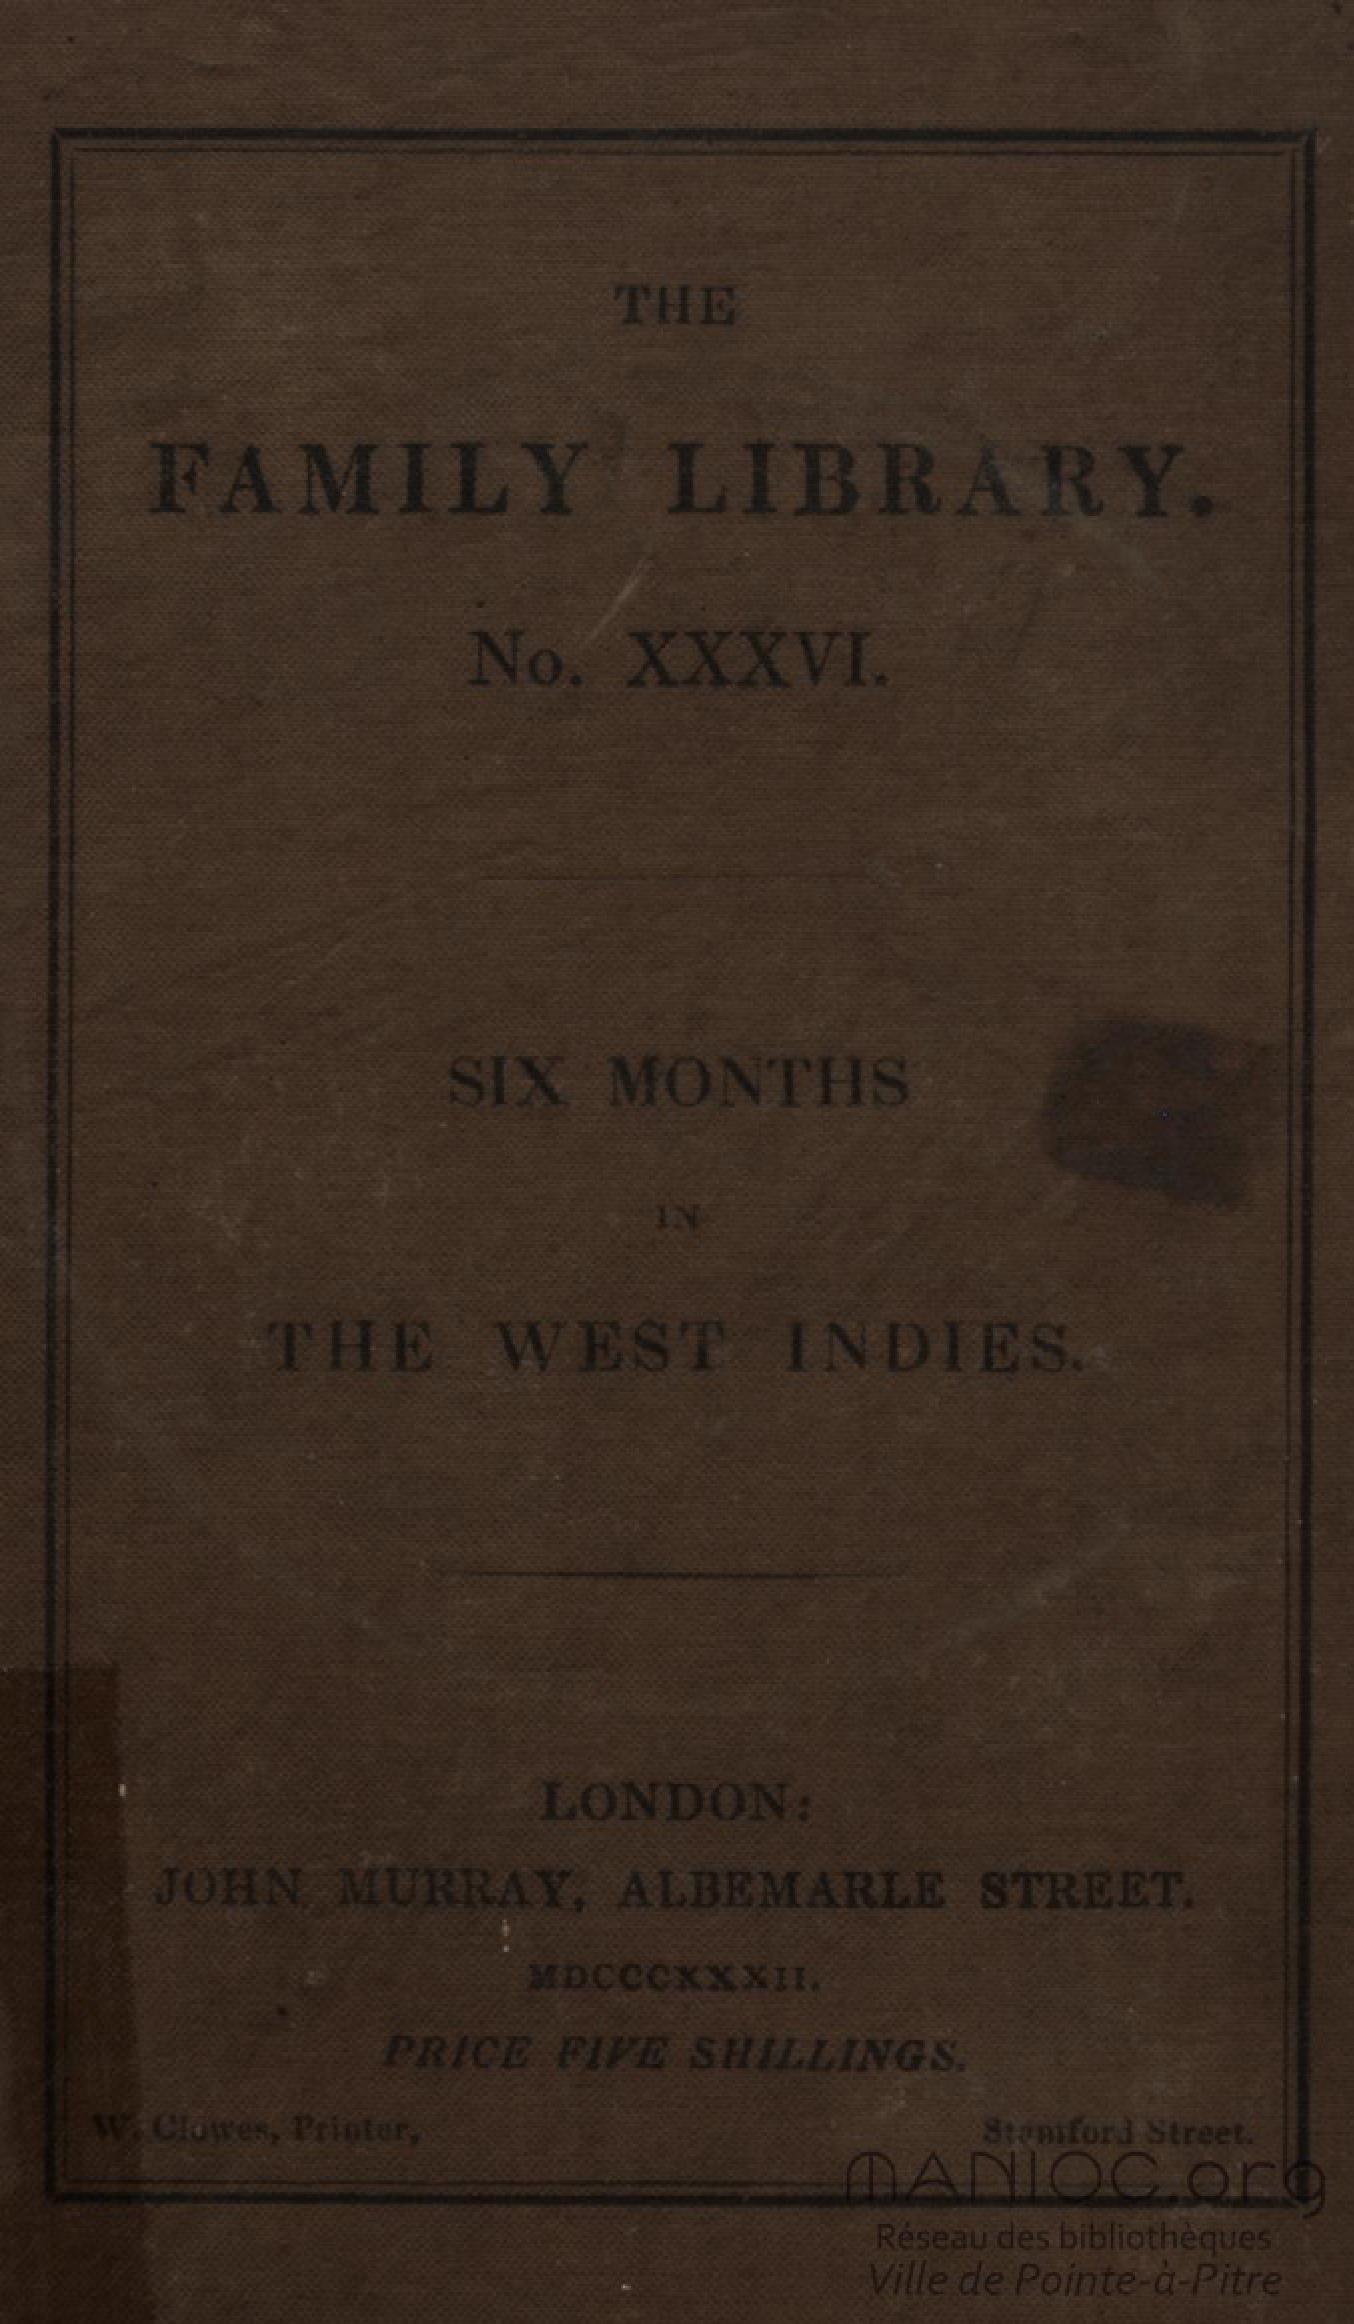 THE
FAMILY LIBRARY.
No. XXXVI.
SIX MONTHS
IN
THE WEST INDIES.
LONDON:
JOHN MURRAY, ALBEMARLE STREET.
MDCCCXXXII.
PRICE FIVE SHILLINGS.
W. Clowes, Printer, Stamford Street.
MANIOC.org
Réseau des bibliothèques
Ville de Pointe-à-Pitre